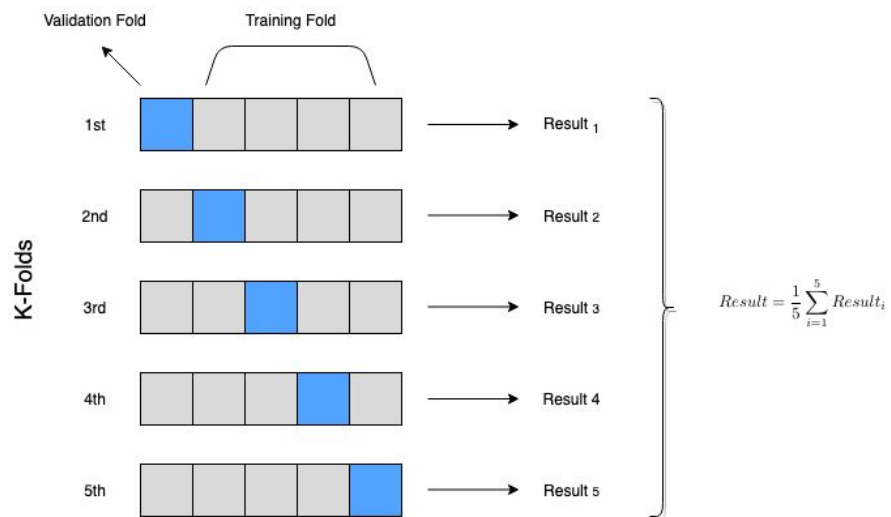 Validation Fold
Training Fold
K-Folds
1st
Result 1
2nd
Result 2
3rd
Result 3
4th
Result 4
5th
Result 5
Result = 1/5 ∑_{i=1}^{5} Result_i